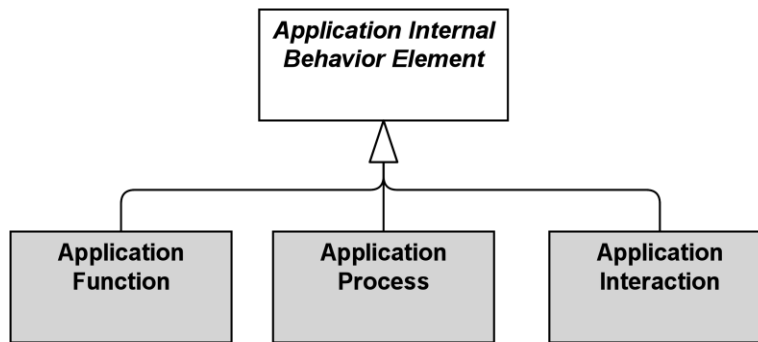 Application Internal
Behavior Element
Application
Function
Application
Process
Application
Interaction